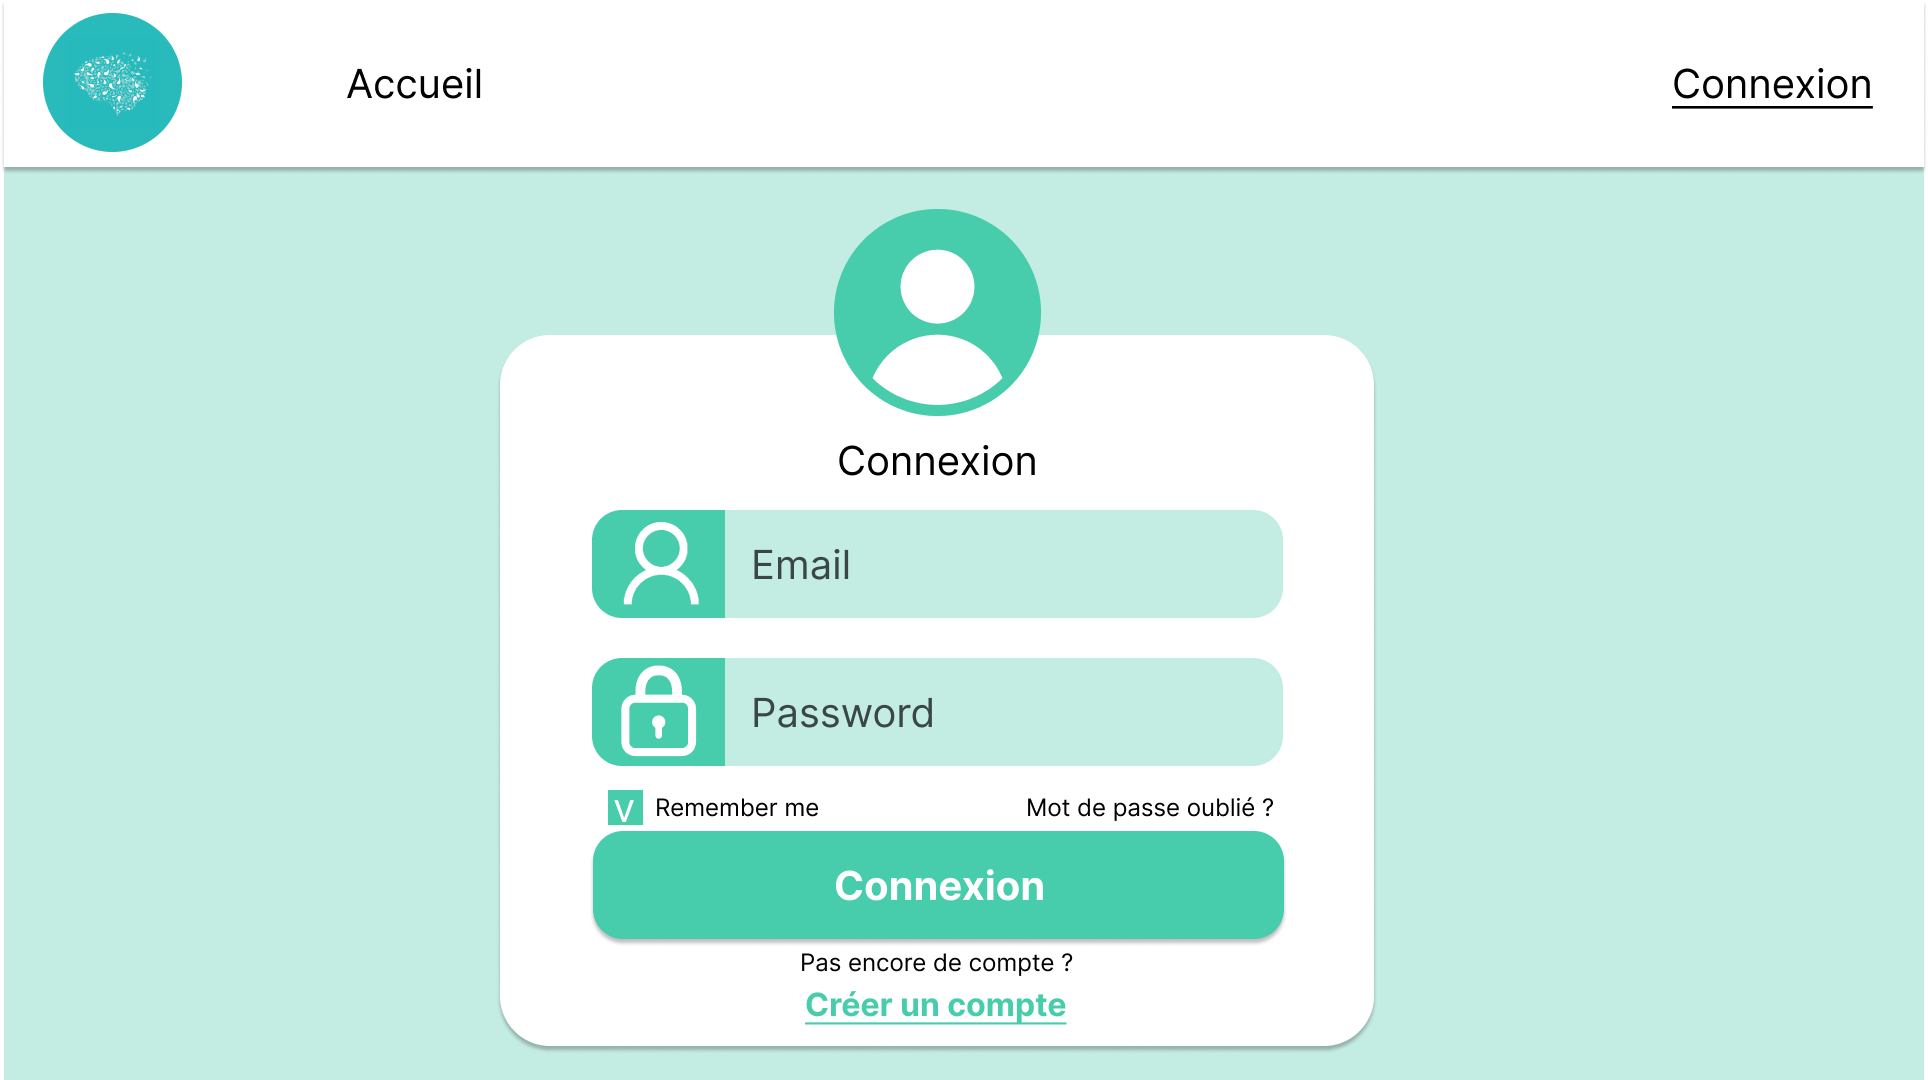 Accueil
Connexion
Connexion
Email
Password
V Remember me
Mot de passe oublié ?
Connexion
Pas encore de compte ?
Créer un compte